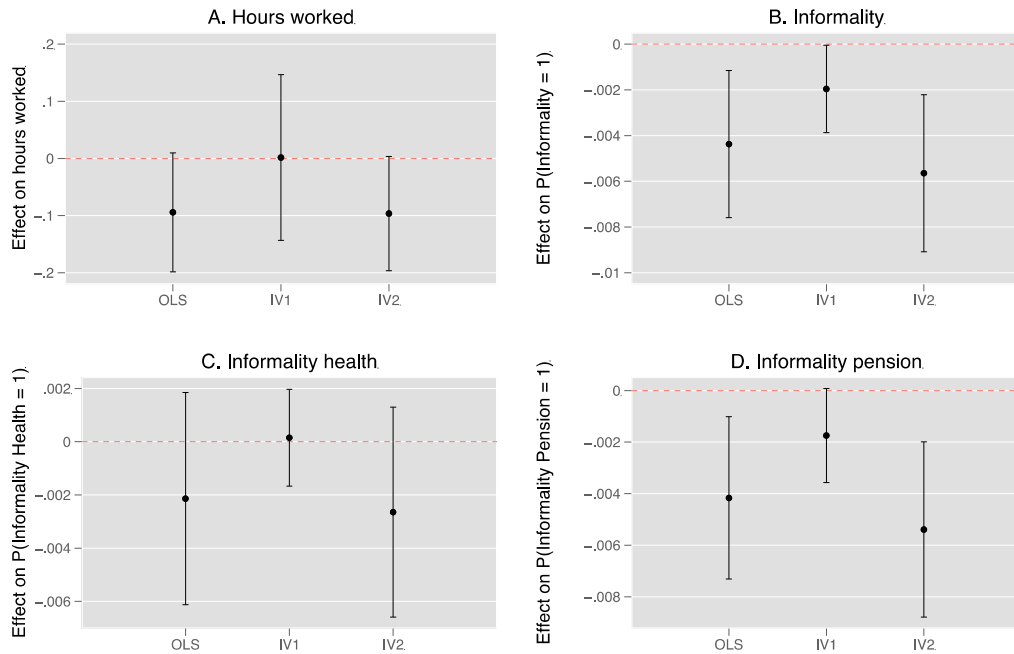 A. Hours worked
Effect on hours worked
.2
.1
0
-.1
-.2
OLS IV1 IV2
B. Informality
Effect on P(Informality = 1)
0
-.002
-.004
-.006
-.008
-.01
OLS IV1 IV2
C. Informality health
Effect on P(Informality Health = 1)
.002
0
-.002
-.004
-.006
OLS IV1 IV2
D. Informality pension
Effect on P(Informality Pension = 1)
0
-.002
-.004
-.006
-.008
OLS IV1 IV2